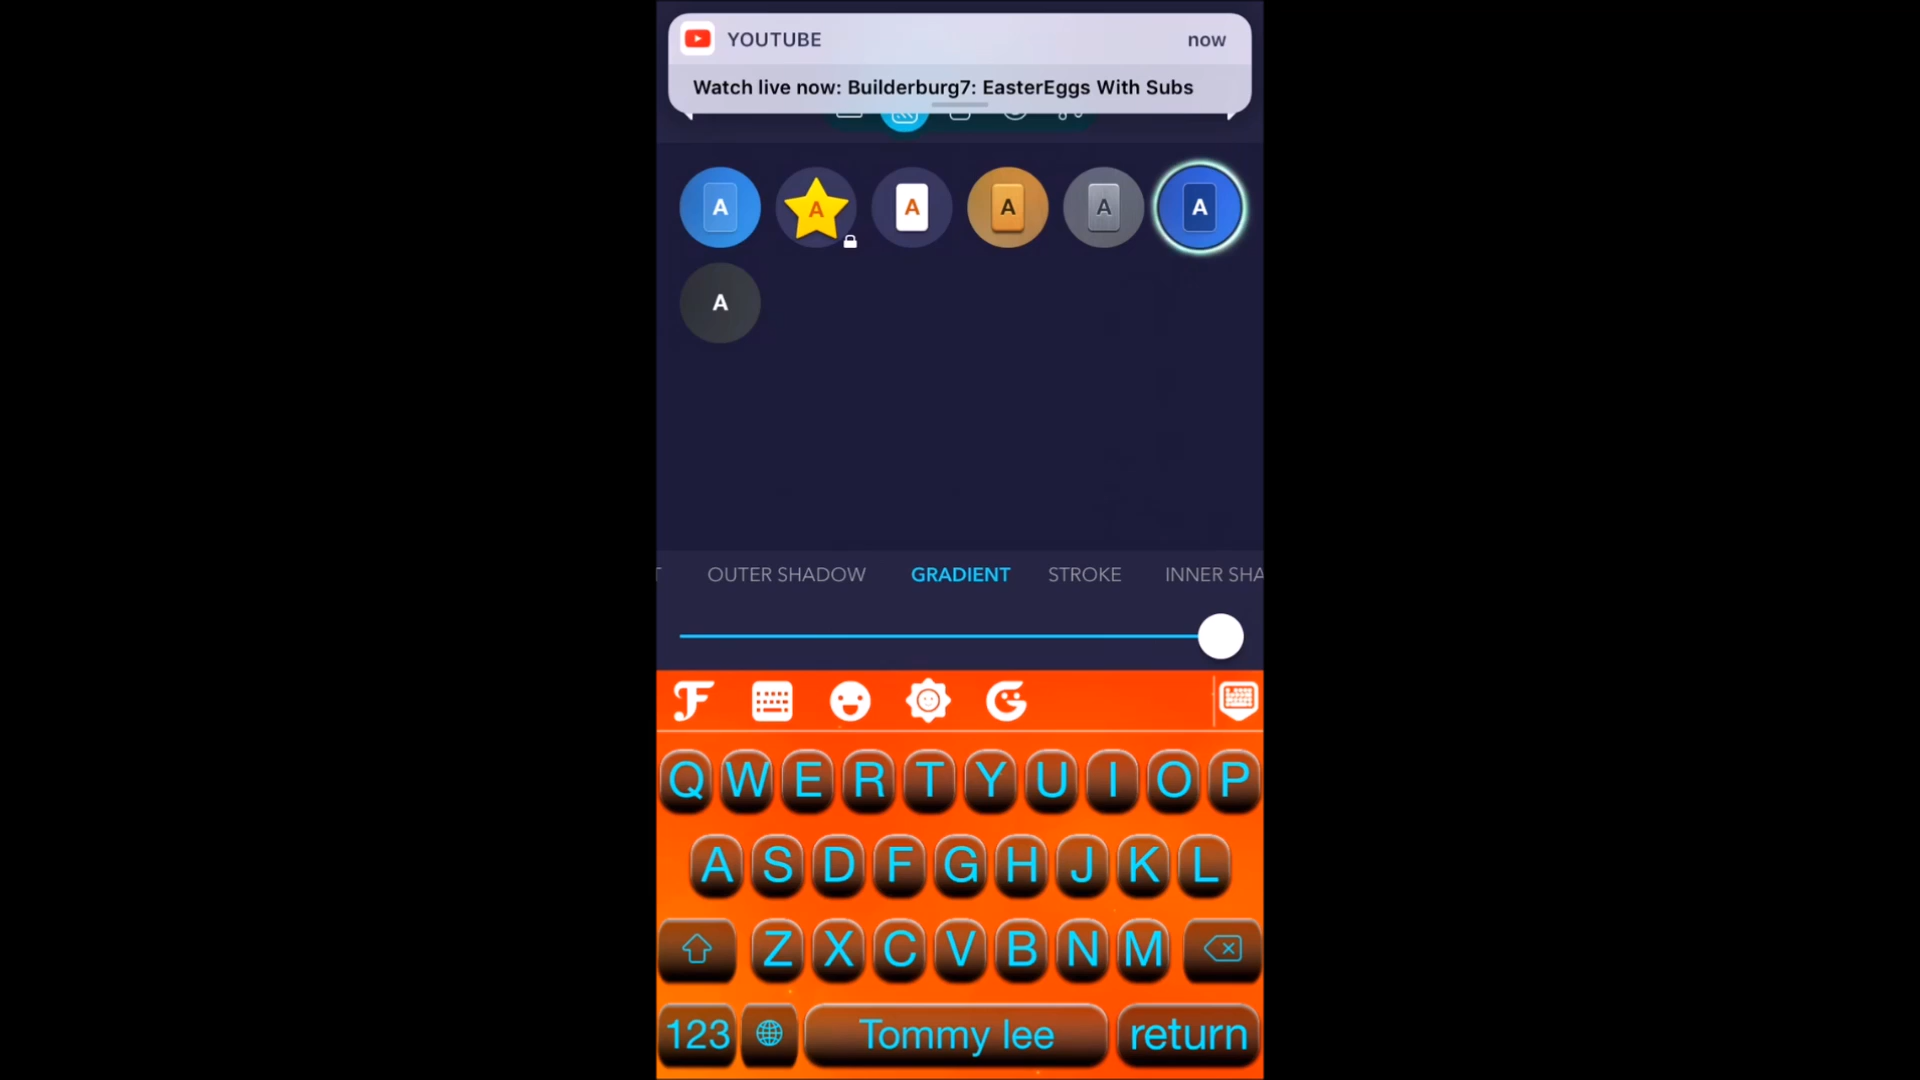 YOUTUBE now
Watch live now: Builderburg7: EasterEggs With Subs
A A A A A A
A
T OUTER SHADOW GRADIENT STROKE INNER SHA
Q W E R T Y U I O P
A S D F G H J K L
Z X C V B N M
123 Tommy lee return